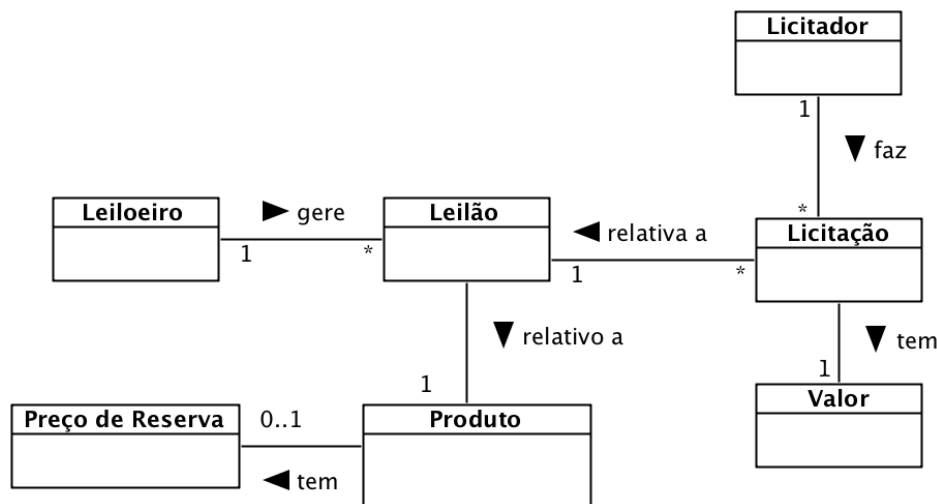 Licitador
1
faz
*
Leiloeiro
gere
Leilão
relativa a
Licitação
1
*
1
*
relativo a
tem
1
1
Preço de Reserva
0..1
Produto
Valor
tem